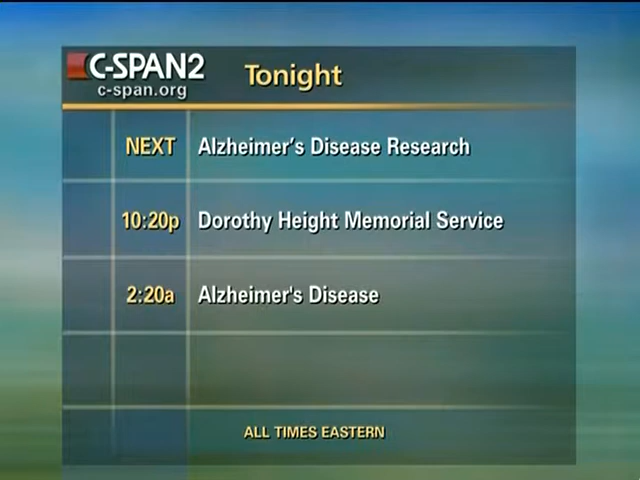 C-SPAN2 Tonight
c-span.org
NEXT Alzheimer's Disease Research
10:20p Dorothy Height Memorial Service
2:20a Alzheimer's Disease
ALL TIMES EASTERN